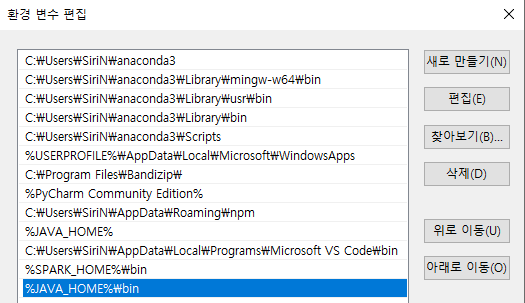 환경 변수 편집
C:₩Users₩SiriN₩anaconda3
C:₩Users₩SiriN₩anaconda3₩Library₩mingw-w64₩bin
C:₩Users₩SiriN₩anaconda3₩Library₩usr₩bin
C:₩Users₩SiriN₩anaconda3₩Library₩bin
C:₩Users₩SiriN₩anaconda3₩Scripts
%USERPROFILE%₩AppData₩Local₩Microsoft₩WindowsApps
C:₩Program Files₩Bandizip₩
%PyCharm Community Edition%
C:₩Users₩SiriN₩AppData₩Roaming₩npm
%JAVA_HOME%
C:₩Users₩SiriN₩AppData₩Local₩Programs₩Microsoft VS Code₩bin
%SPARK_HOME%₩bin
%JAVA_HOME%₩bin
새로 만들기(N)
편집(E)
찾아보기(B)...
삭제(D)
위로 이동(U)
아래로 이동(O)